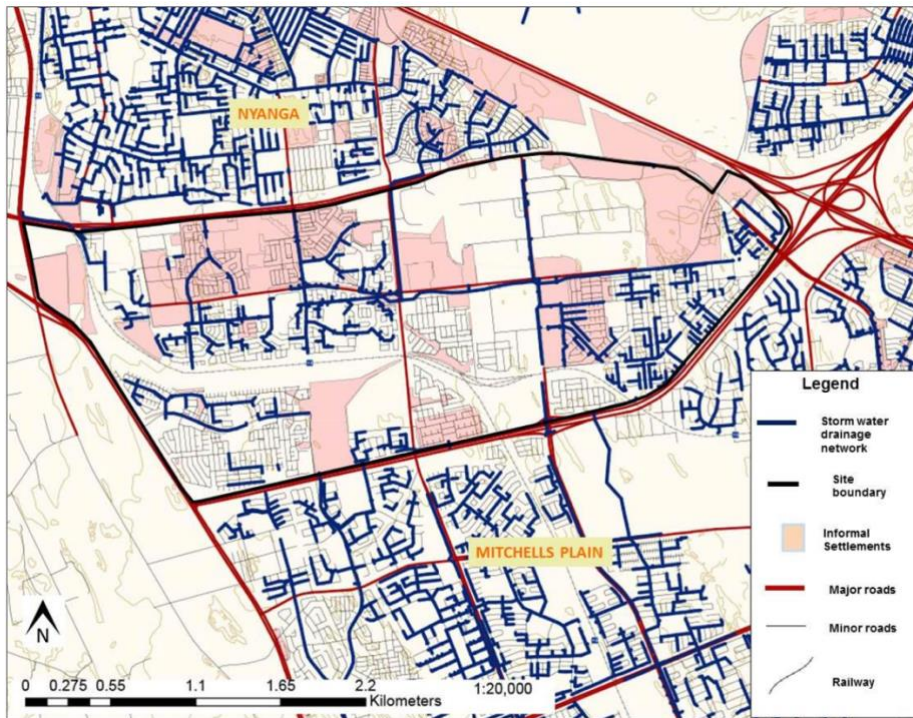 NYANGA
MITCHELLS PLAIN
Legend
Storm water
drainage
network
Site
boundary
Informal
Settlements
Major roads
Minor roads
Railway
N
0 0.275 0.55 1.1 1.65 2.2
Kilometers
1:20,000